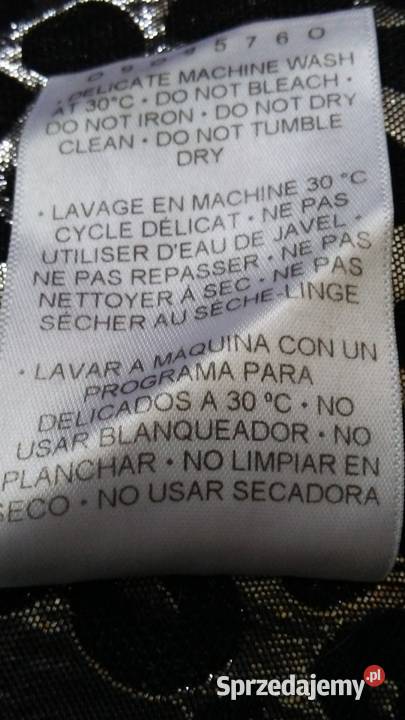 09095760
• DELICATE MACHINE WASH
AT 30°C • DO NOT BLEACH •
DO NOT IRON • DO NOT DRY
CLEAN • DO NOT TUMBLE
DRY
• LAVAGE EN MACHINE 30 °C
CYCLE DÉLICAT • NE PAS
UTILISER D'EAU DE JAVEL •
NE PAS REPASSER • NE PAS
NETTOYER À SEC • NE PAS
SÉCHER AU SÈCHE-LINGE
• LAVAR A MÁQUINA CON UN
PROGRAMA PARA
DELICADOS A 30 ºC • NO
USAR BLANQUEADOR • NO
PLANCHAR • NO LIMPIAR EN
SECO • NO USAR SECADORA
Sprzedajemy.pl